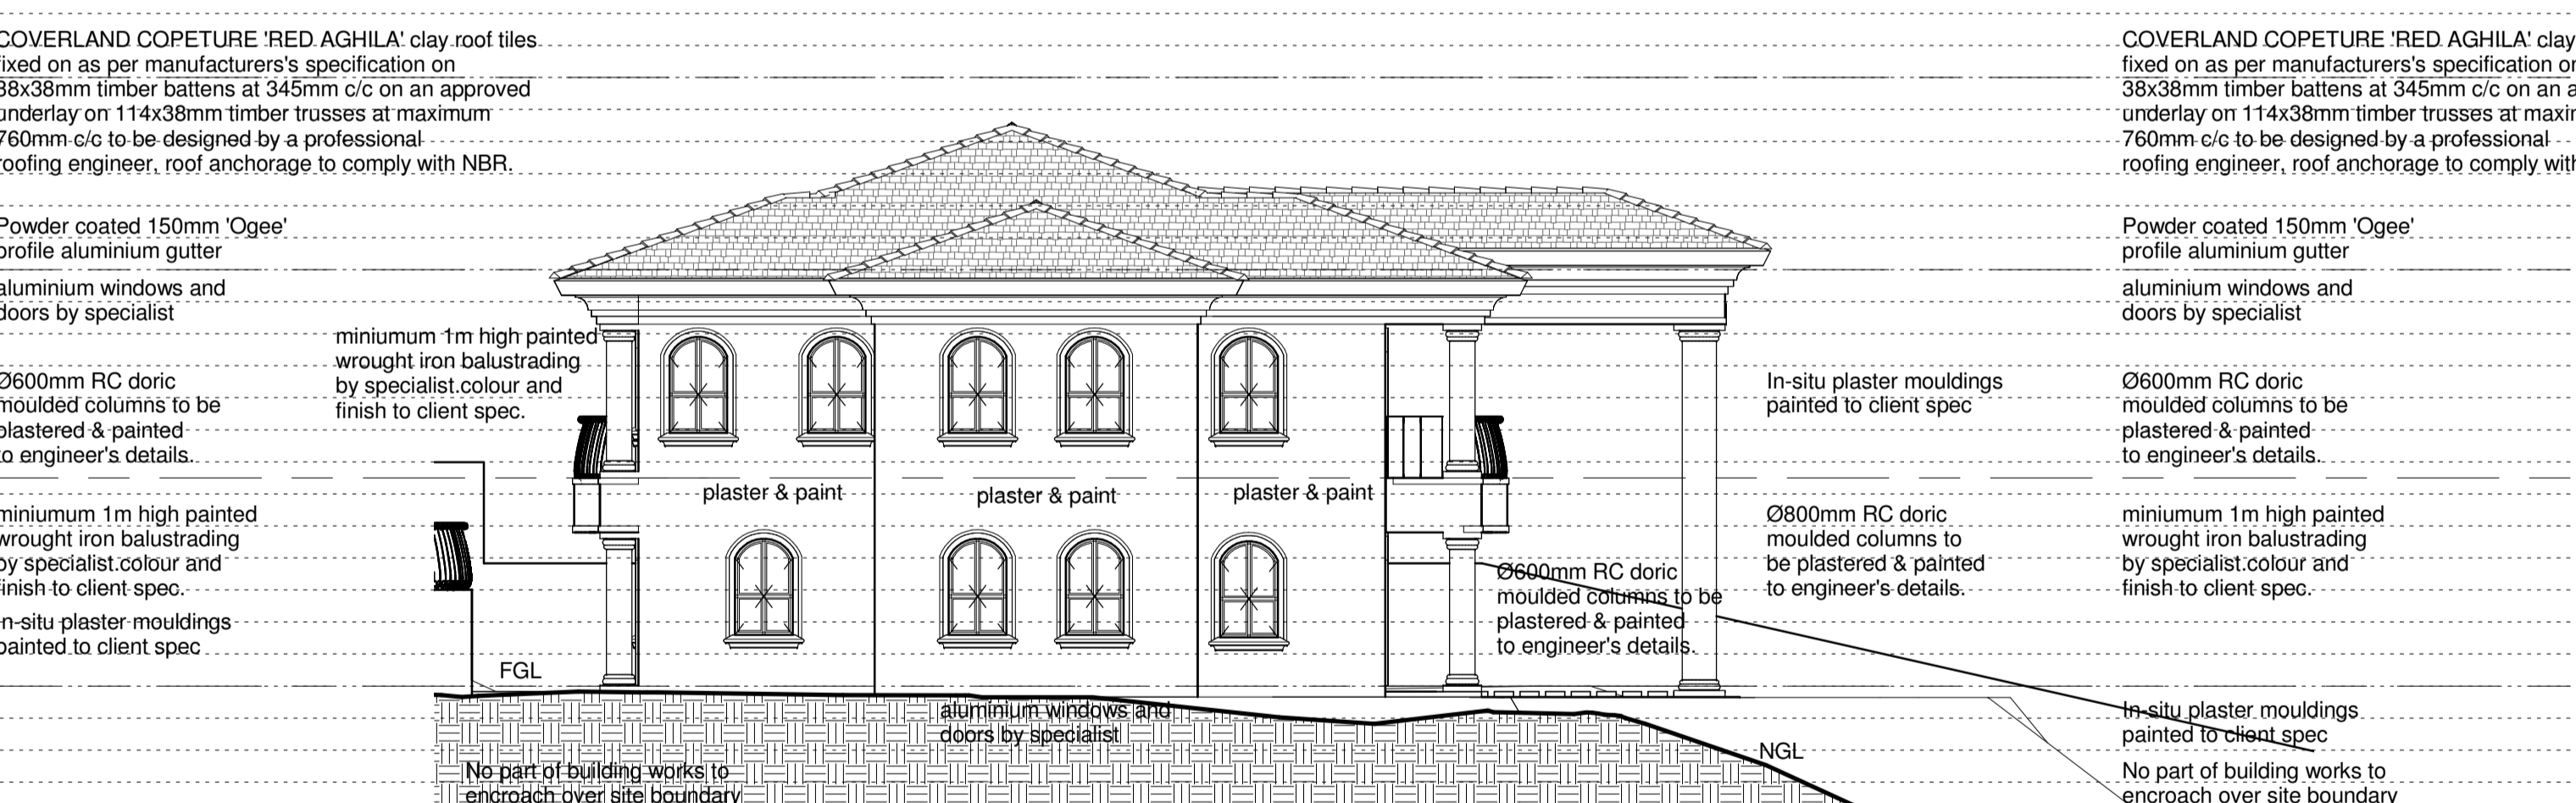 COVERLAND COPETURE 'RED AGHILA' clay roof tiles
fixed on as per manufacturers's specification on
38x38mm timber battens at 345mm c/c on an approved
underlay on 114x38mm timber trusses at maximum
760mm c/c to be designed by a professional
roofing engineer, roof anchorage to comply with NBR.
Powder coated 150mm 'Ogee'
profile aluminium gutter
aluminium windows and
doors by specialist
Ø600mm RC doric
moulded columns to be
plastered & painted
to engineer's details.
miniumum 1m high painted
wrought iron balustrading
by specialist.colour and
finish to client spec.
In-situ plaster mouldings
painted to client spec
miniumum 1m high painted
wrought iron balustrading
by specialist.colour and
finish to client spec.
FGL
plaster & paint
plaster & paint
plaster & paint
aluminium windows and
doors by specialist
No part of building works to
encroach over site boundary
Ø600mm RC doric
moulded columns to be
plastered & painted
to engineer's details.
NGL
In-situ plaster mouldings
painted to client spec
Ø800mm RC doric
moulded columns to
be plastered & painted
to engineer's details.
COVERLAND COPETURE 'RED AGHILA' clay
fixed on as per manufacturers's specification
38x38mm timber battens at 345mm c/c on an
underlay on 114x38mm timber trusses at
760mm c/c to be designed by a professional
roofing engineer, roof anchorage to comply
Powder coated 150mm 'Ogee'
profile aluminium gutter
aluminium windows and
doors by specialist
Ø600mm RC doric
moulded columns to be
plastered & painted
to engineer's details.
miniumum 1m high painted
wrought iron balustrading
by specialist.colour and
finish to client spec.
In-situ plaster mouldings
painted to client spec
No part of building works to
encroach over site boundary